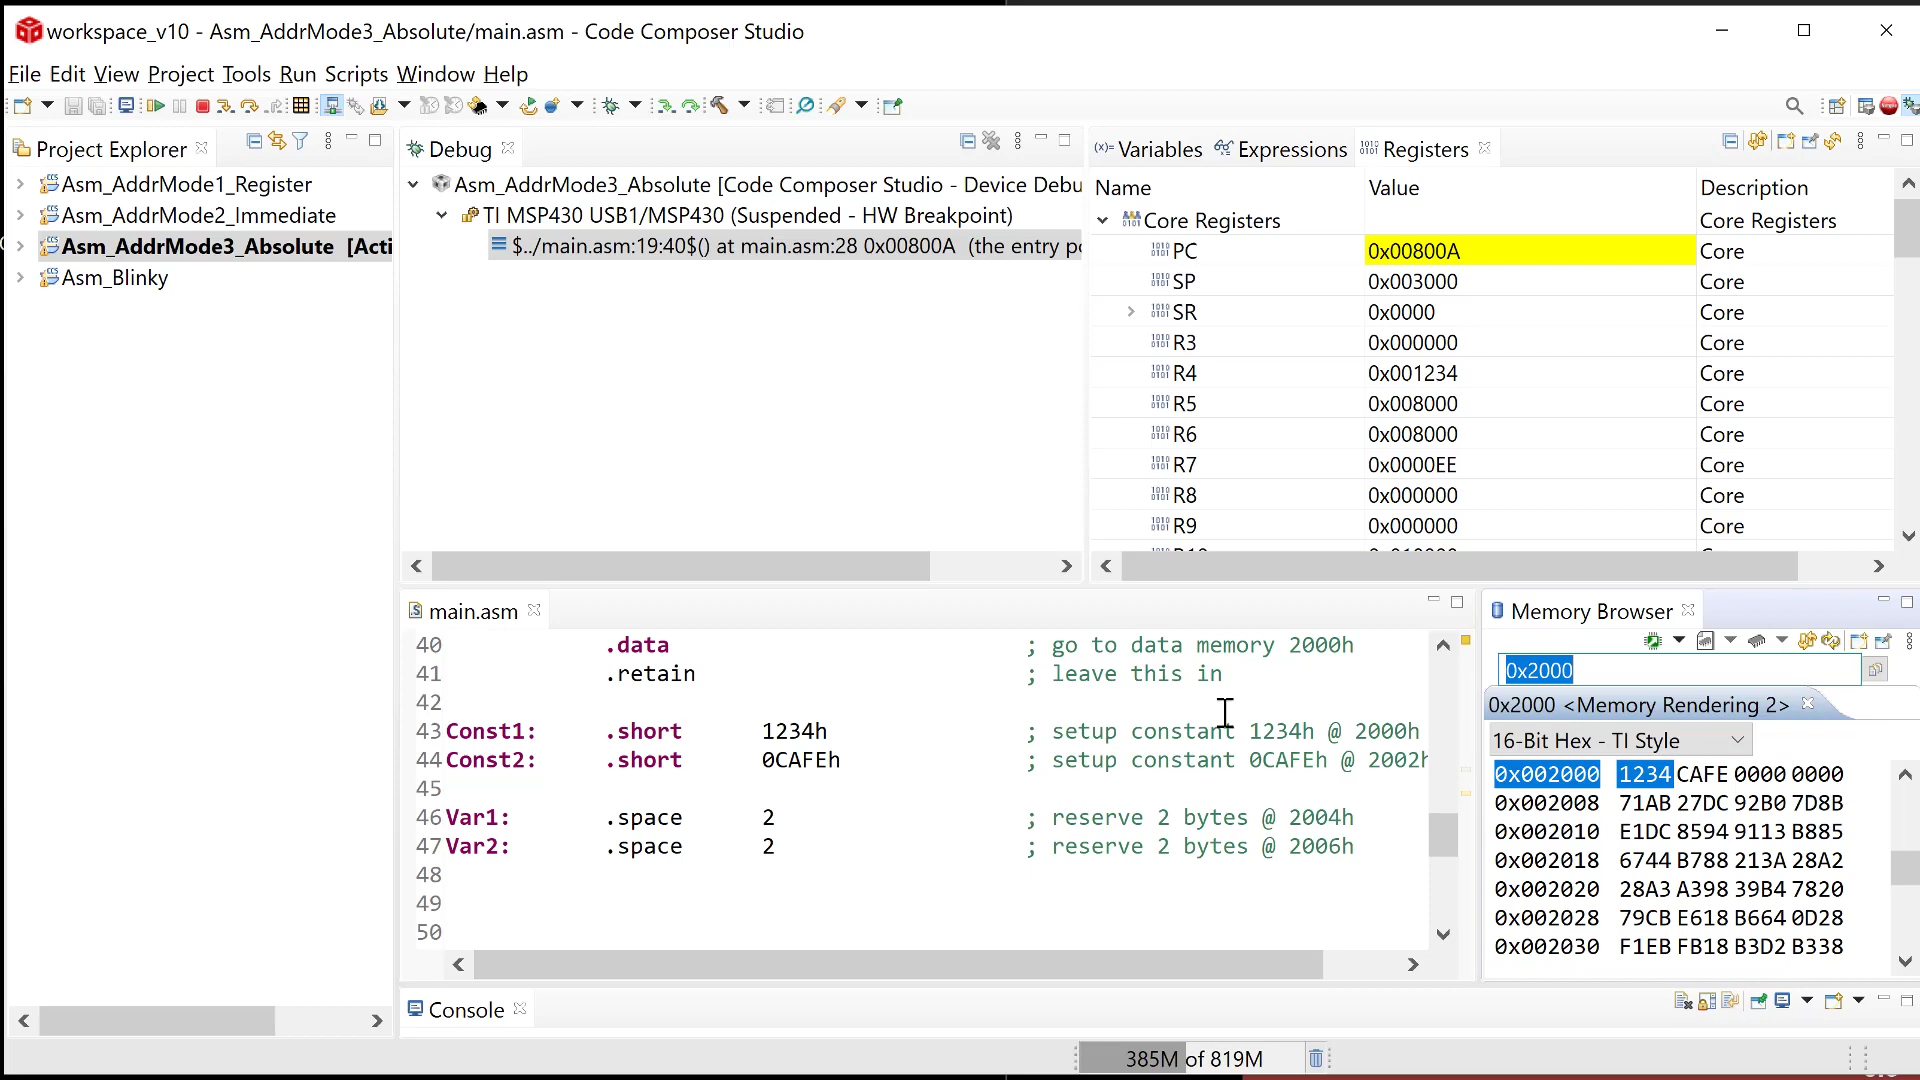 workspace_v10 - Asm_AddrMode3_Absolute/main.asm - Code Composer Studio
File Edit View Project Tools Run Scripts Window Help
Project Explorer
Asm_AddrMode1_Register
Asm_AddrMode2_Immediate
Asm_AddrMode3_Absolute [Acti
Asm_Blinky
Debug
Asm_AddrMode3_Absolute [Code Composer Studio - Device Debu
TI MSP430 USB1/MSP430 (Suspended - HW Breakpoint)
$../main.asm:19:40$() at main.asm:28 0x00800A (the entry po
(x)= Variables Expressions Registers
Name Value Description
Core Registers Core Registers
PC 0x00800A Core
SP 0x003000 Core
SR 0x0000 Core
R3 0x000000 Core
R4 0x001234 Core
R5 0x008000 Core
R6 0x008000 Core
R7 0x0000EE Core
R8 0x000000 Core
R9 0x000000 Core
main.asm
40 .data ; go to data memory 2000h
41 .retain ; leave this in
42
43 Const1: .short 1234h ; setup constant 1234h @ 2000h
44 Const2: .short 0CAFEh ; setup constant 0CAFEh @ 2002h
45
46 Var1: .space 2 ; reserve 2 bytes @ 2004h
47 Var2: .space 2 ; reserve 2 bytes @ 2006h
48
49
50
Memory Browser
0x2000
0x2000 <Memory Rendering 2>
16-Bit Hex - TI Style
0x002000 1234 CAFE 0000 0000
0x002008 71AB 27DC 92B0 7D8B
0x002010 E1DC 8594 9113 B885
0x002018 6744 B788 213A 28A2
0x002020 28A3 A398 39B4 7820
0x002028 79CB E618 B664 0D28
0x002030 F1EB FB18 B3D2 B338
Console
385M of 819M